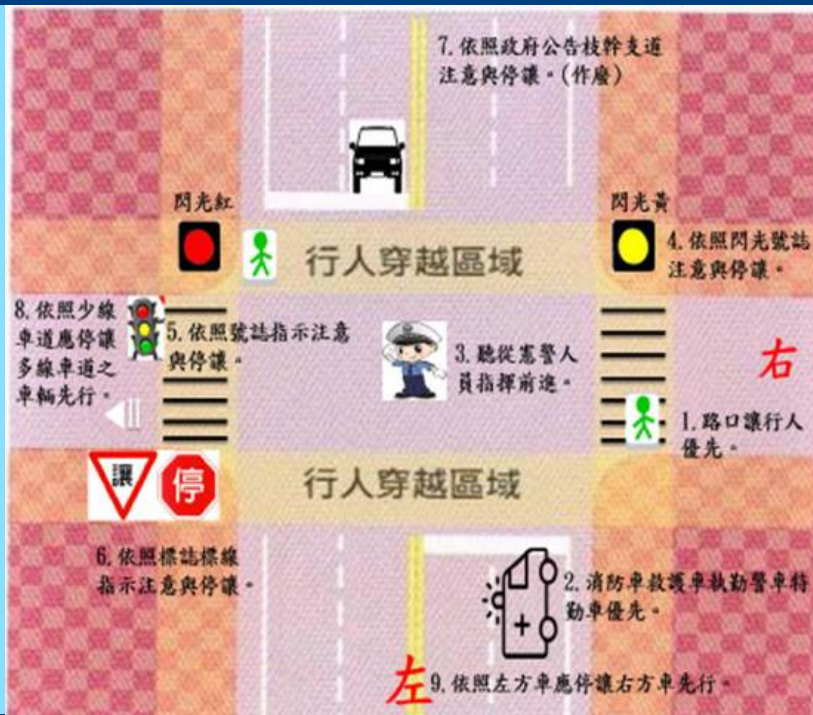 7.依照政府公告枝幹支道
注意與停讓。(作廢)
閃光紅
閃光黃
4.依照閃光號誌
注意與停讓。
行人穿越區域
8.依照少線
車道應停讓
多線車道之
車輛先行。
5.依照號誌指示注意
與停讓。
3.聽從憲警人
員指揮前進。
右
1.路口讓行人
優先。
讓
停
行人穿越區域
6.依照標誌標線
指示注意與停讓。
2.消防車救護車執勤警車特
勤車優先。
左
9.依照左方車應停讓右方車先行。